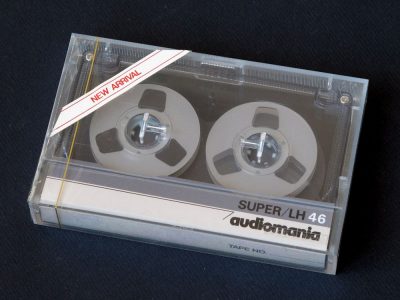 NEW ARRIVAL
SUPER/LH 46
audiomania
TAPE NO.